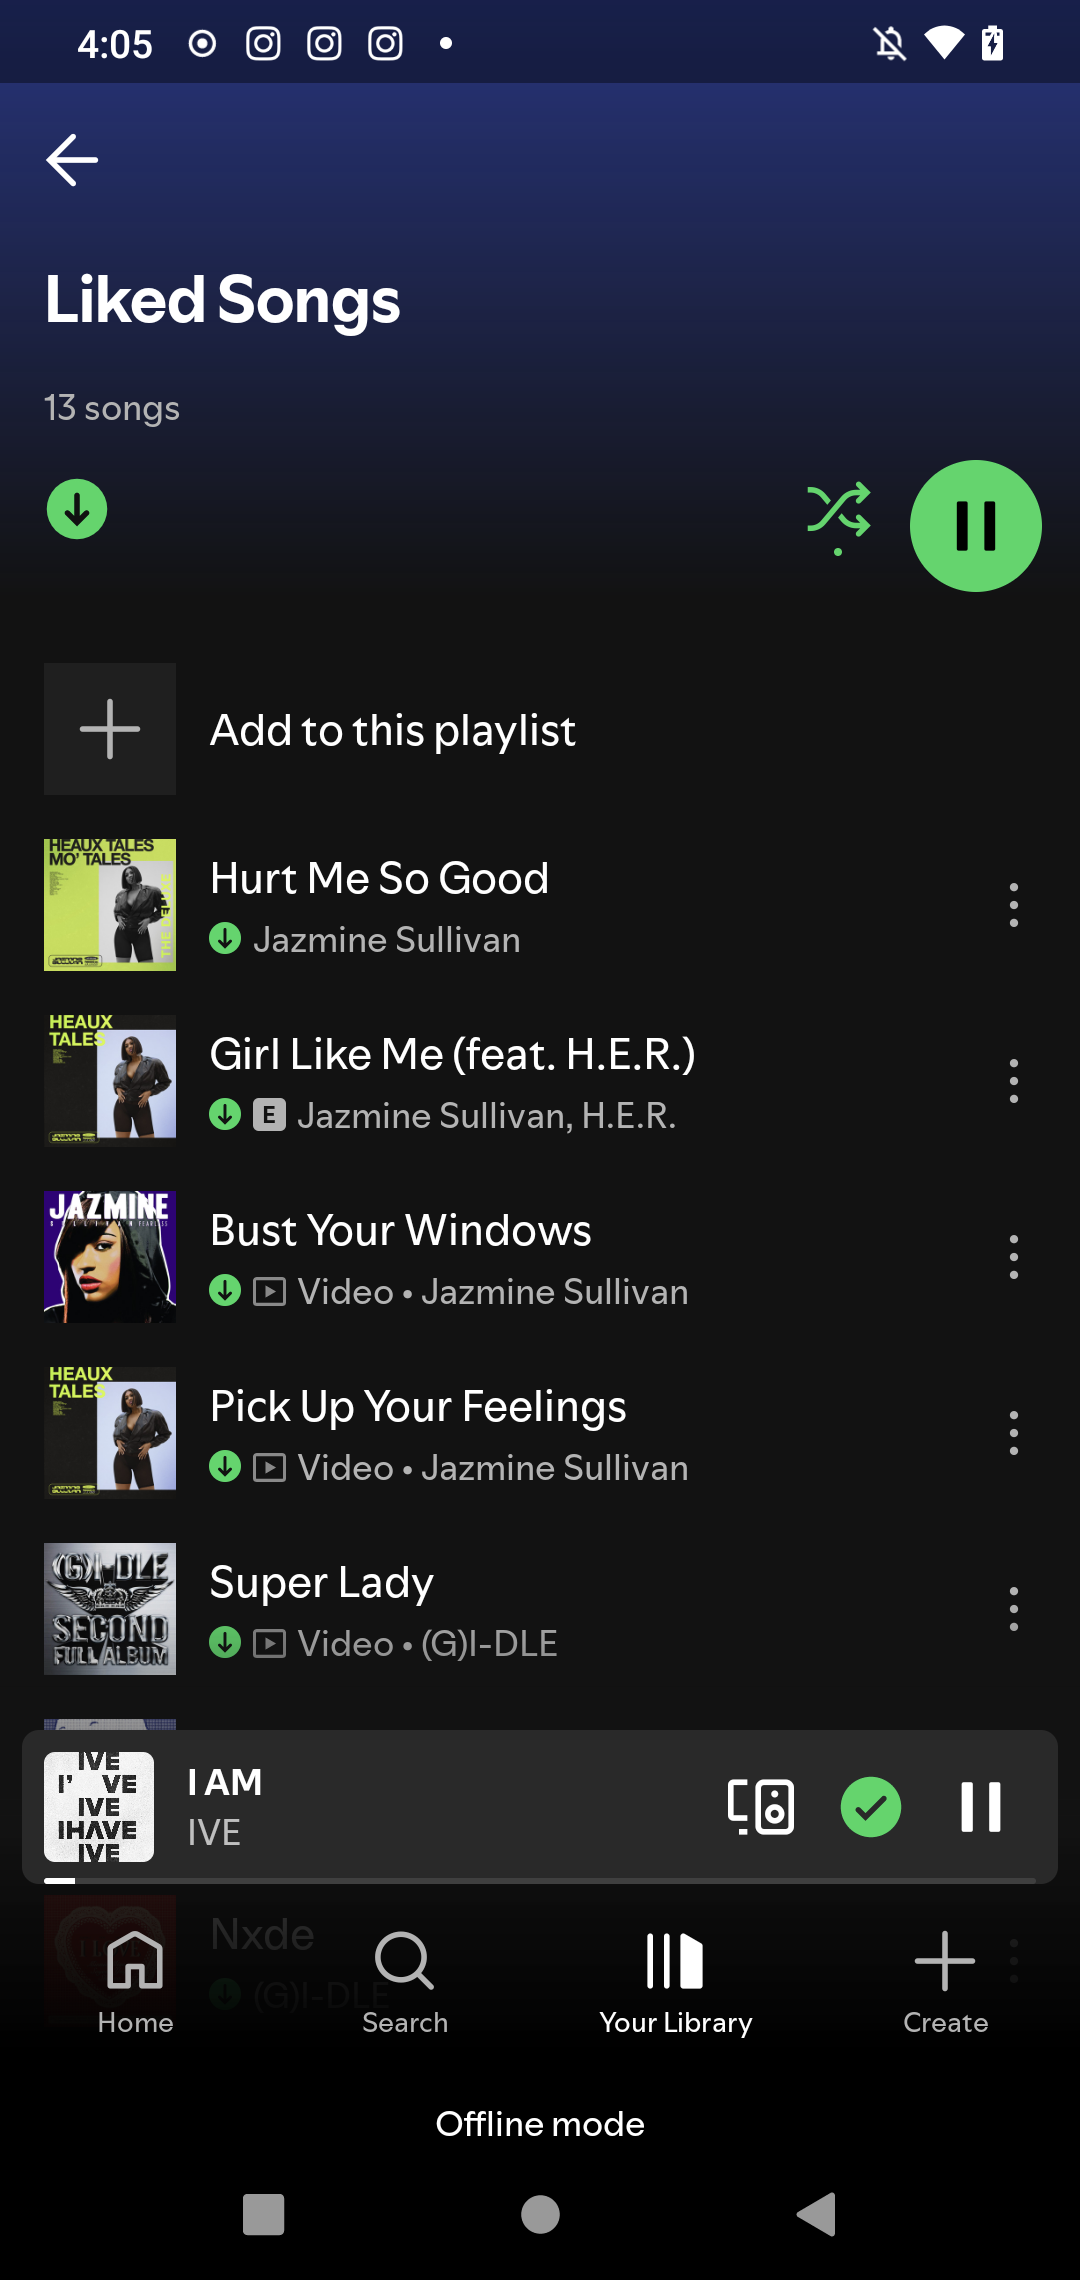 4:05
Liked Songs
13 songs
Add to this playlist
HEAUX TALES
MO' TALES
THE DELUXE
Hurt Me So Good
Jazmine Sullivan
HEAUX
TALES
Girl Like Me (feat. H.E.R.)
E Jazmine Sullivan, H.E.R.
JAZMINE
Bust Your Windows
Video • Jazmine Sullivan
HEAUX
TALES
Pick Up Your Feelings
Video • Jazmine Sullivan
(G)I-DLE
SECOND
FULL ALBUM
Super Lady
Video • (G)I-DLE
IVE
I' VE
IVE
IHAVE
IVE
I AM
IVE
Nxde
(G)I-DLE
Home
Search
Your Library
Create
Offline mode